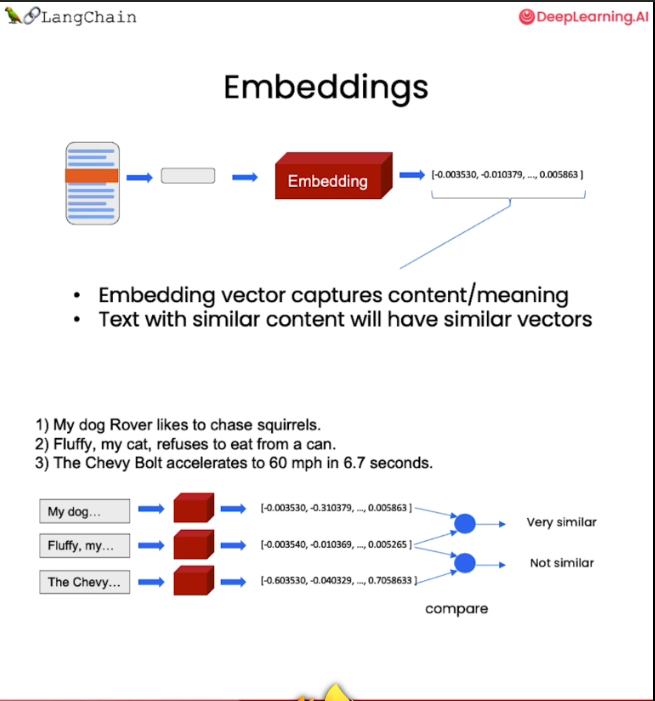 LangChain
DeepLearning.AI
Embeddings
Embedding
[-0.003530, -0.010379, ..., 0.005863 ]
• Embedding vector captures content/meaning
• Text with similar content will have similar vectors
1) My dog Rover likes to chase squirrels.
2) Fluffy, my cat, refuses to eat from a can.
3) The Chevy Bolt accelerates to 60 mph in 6.7 seconds.
My dog...
[-0.003530, -0.310379, ..., 0.005863 ]
Very similar
Fluffy, my...
[-0.003540, -0.010369, ..., 0.005265 ]
Not similar
The Chevy...
[-0.603530, -0.040329, ..., 0.7058633 ]
compare